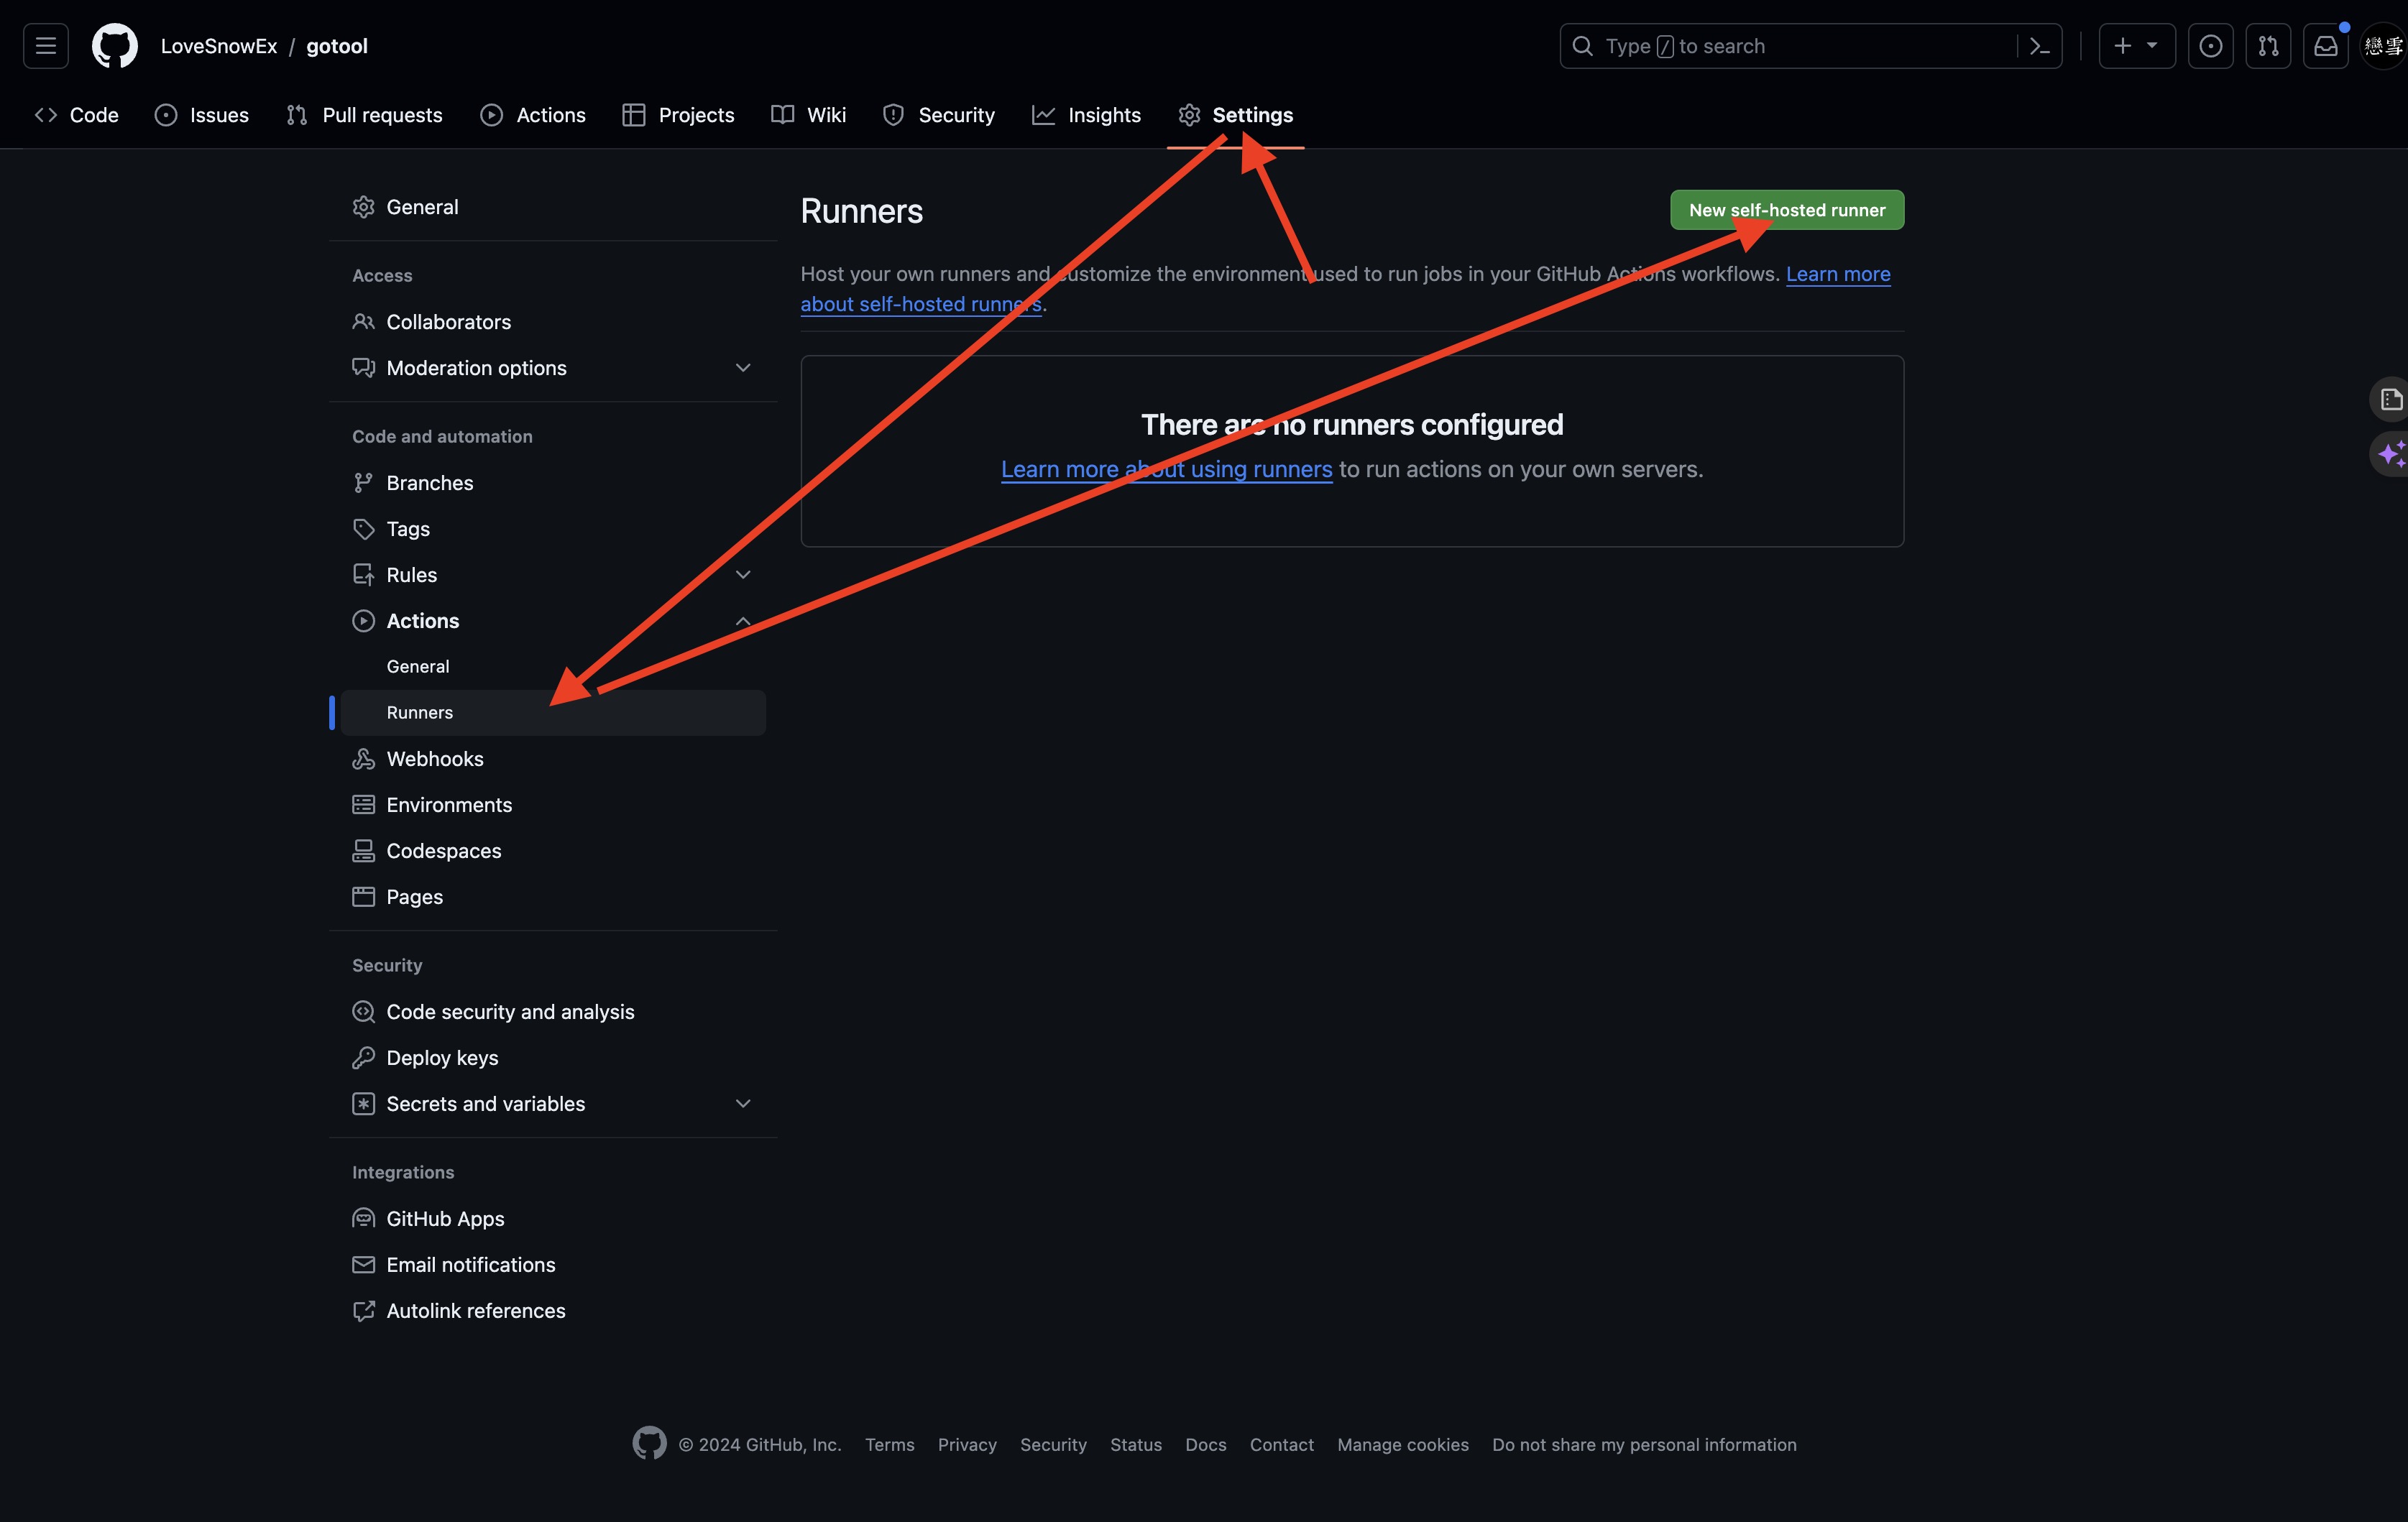 LoveSnowEx / gotool
Type / to search
戀雪
Code
Issues
Pull requests
Actions
Projects
Wiki
Security
Insights
Settings
General
Access
Collaborators
Moderation options
Code and automation
Branches
Tags
Rules
Actions
General
Runners
Webhooks
Environments
Codespaces
Pages
Security
Code security and analysis
Deploy keys
Secrets and variables
Integrations
GitHub Apps
Email notifications
Autolink references
Runners
New self-hosted runner
Host your own runners and customize the environment used to run jobs in your GitHub Actions workflows. Learn more
about self-hosted runners.
There are no runners configured
Learn more about using runners to run actions on your own servers.
© 2024 GitHub, Inc.
Terms
Privacy
Security
Status
Docs
Contact
Manage cookies
Do not share my personal information